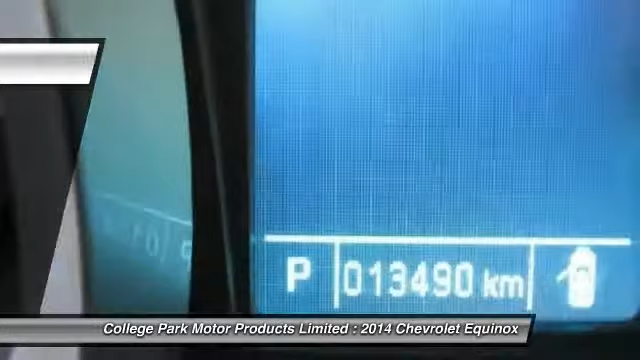 P 013490 km
College Park Motor Products Limited : 2014 Chevrolet Equinox